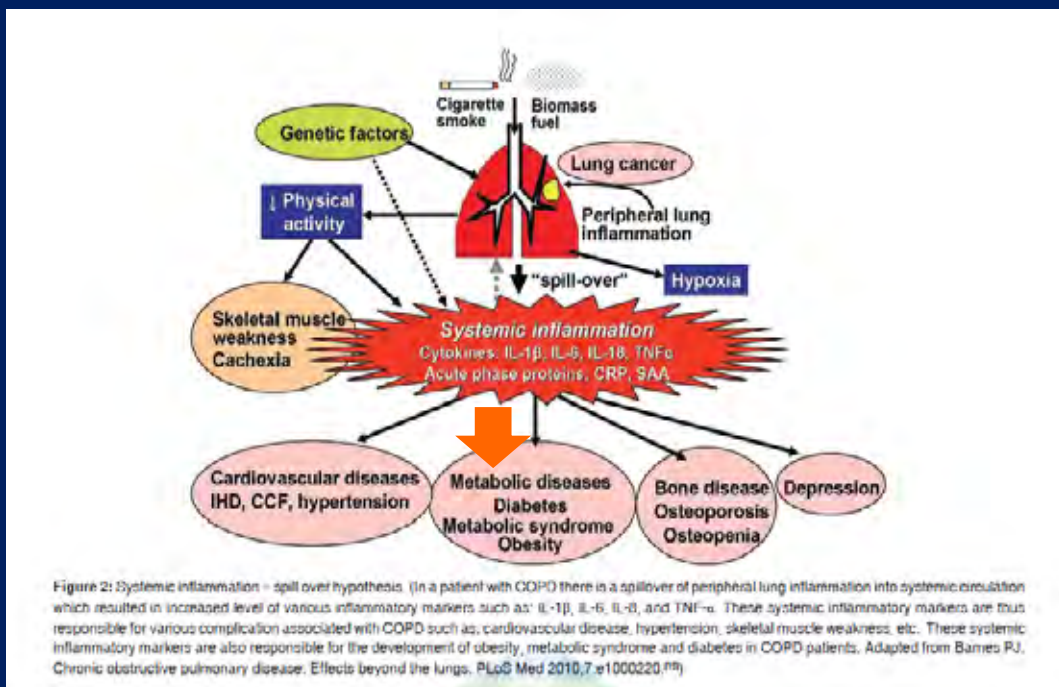 Cigarette smoke
Biomass fuel
Genetic factors
Lung cancer
↓ Physical
activity
Peripheral lung
inflammation
"spill-over"
Hypoxia
Skeletal muscle
weakness
Cachexia
Systemic inflammation
Cytokines: IL-1β, IL-6, IL-18, TNFα
Acute phase proteins, CRP, SAA
Cardiovascular diseases
IHD, CCF, hypertension
Metabolic diseases
Diabetes
Metabolic syndrome
Obesity
Bone disease
Osteoporosis
Osteopenia
Depression
Figure 2: Systemic inflammation – spill over hypothesis. (In a patient with COPD there is a spillover of peripheral lung inflammation into systemic circulation
which resulted in increased level of various inflammatory markers such as: IL-1β, IL-6, IL-8, and TNF-α. These systemic inflammatory markers are thus
responsible for various complication associated with COPD such as, cardiovascular disease, hypertension, skeletal muscle weakness, etc. These systemic
inflammatory markers are also responsible for the development of obesity, metabolic syndrome and diabetes in COPD patients. Adapted from Barnes PJ.
Chronic obstructive pulmonary disease. Effects beyond the lungs. PLoS Med 2010;7:e1000220.